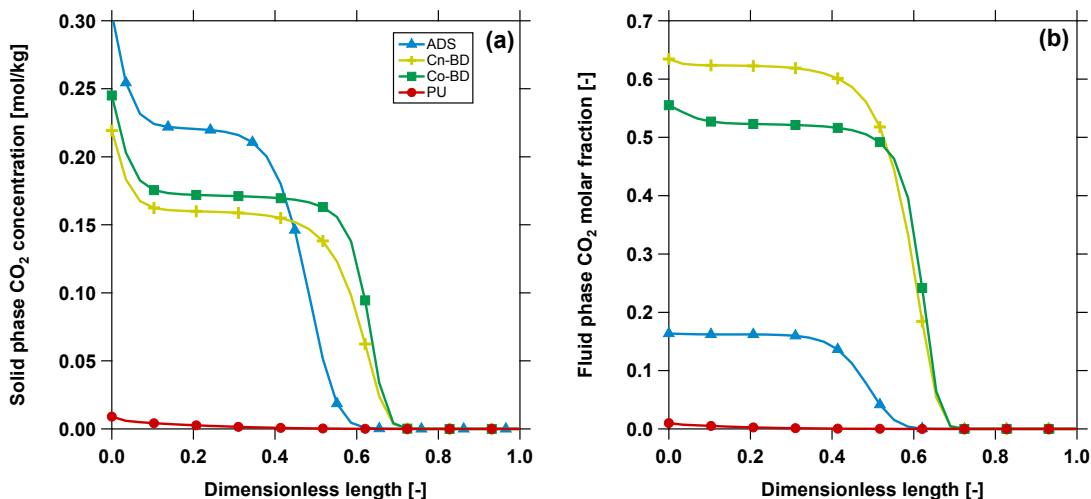 0.30
0.25
0.20
0.15
0.10
0.05
0.00
Solid phase CO₂ concentration [mol/kg]
0.0 0.2 0.4 0.6 0.8 1.0
Dimensionless length [-]
(a)
ADS
Cn-BD
Co-BD
PU
0.7
0.6
0.5
0.4
0.3
0.2
0.1
0.0
Fluid phase CO₂ molar fraction [-]
0.0 0.2 0.4 0.6 0.8 1.0
Dimensionless length [-]
(b)